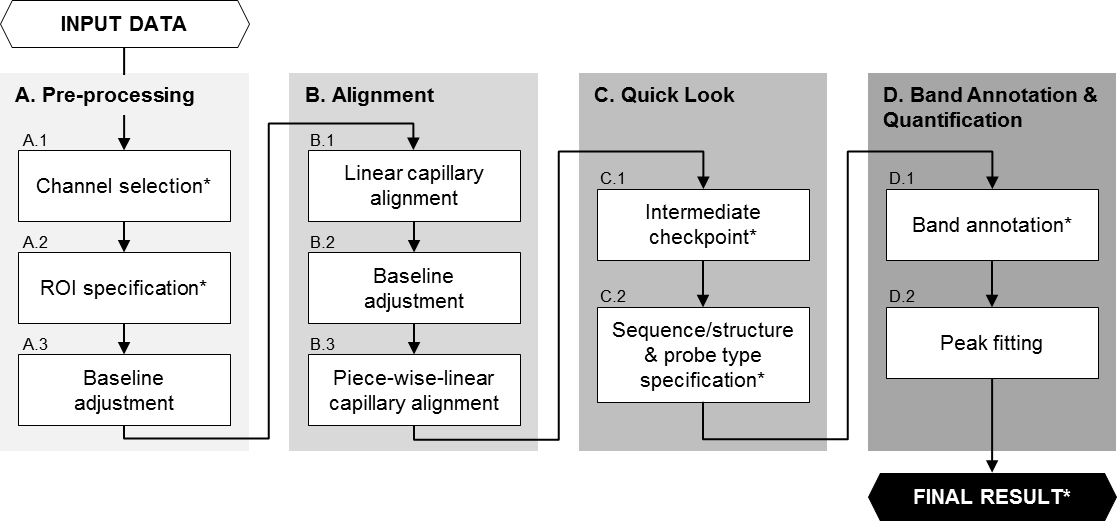 INPUT DATA
A. Pre-processing
A.1
Channel selection*
A.2
ROI specification*
A.3
Baseline
adjustment
B. Alignment
B.1
Linear capillary
alignment
B.2
Baseline
adjustment
B.3
Piece-wise-linear
capillary alignment
C. Quick Look
C.1
Intermediate
checkpoint*
C.2
Sequence/structure
& probe type
specification*
D. Band Annotation &
Quantification
D.1
Band annotation*
D.2
Peak fitting
FINAL RESULT*